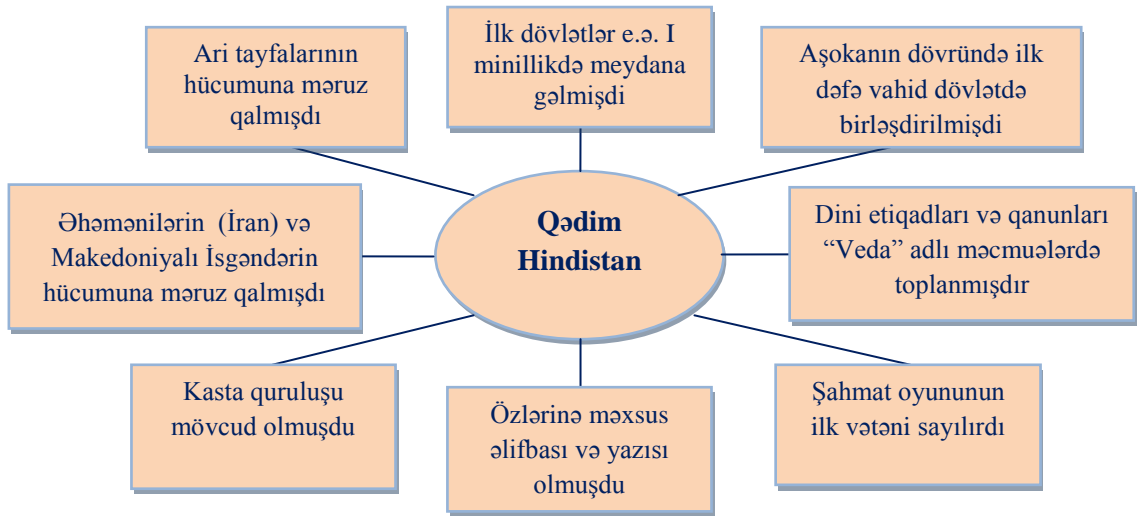 Ari tayfalarının
hücumuna məruz
qalmışdı
İlk dövlətlər e.ə. I
minillikdə meydana
gəlmişdi
Aşokanın dövründə ilk
dəfə vahid dövlətdə
birləşdirilmişdi
Əhəmənilərin (İran) və
Makedoniyalı İsgəndərin
hücumuna məruz qalmışdı
Qədim
Hindistan
Dini etiqadları və qanunları
“Veda” adlı məcmuələrdə
toplanmışdır
Kasta quruluşu
mövcud olmuşdu
Özlərinə məxsus
əlifbası və yazısı
olmuşdu
Şahmat oyununun
ilk vətəni sayılırdı